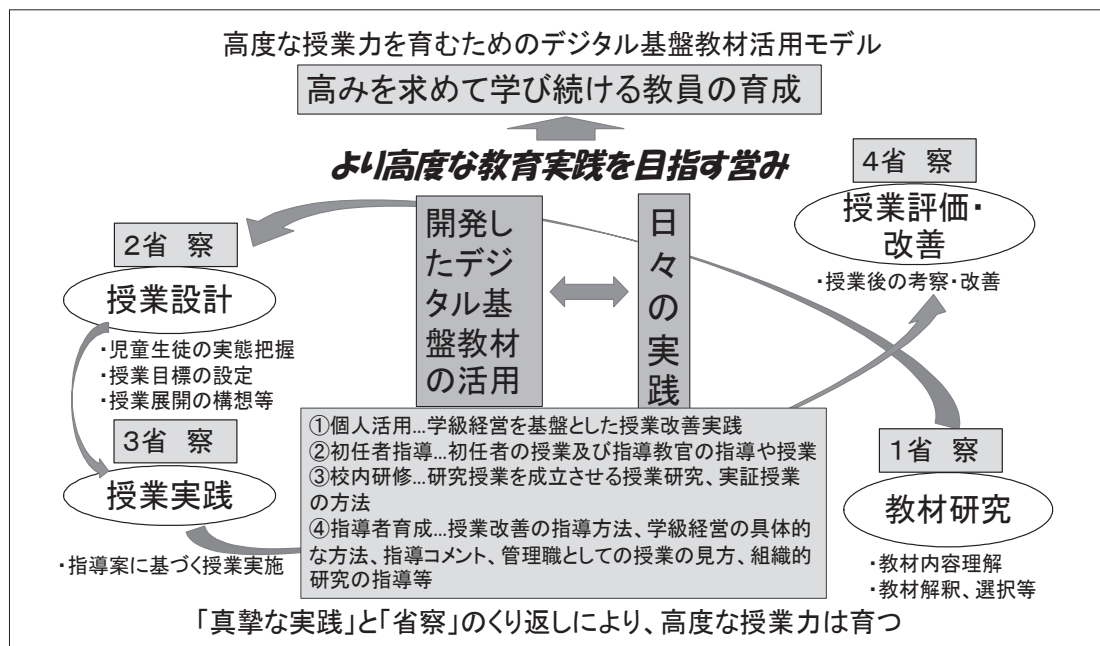 高度な授業力を育むためのデジタル基盤教材活用モデル
高みを求めて学び続ける教員の育成
より高度な教育実践を目指す営み
4省　察
授業評価・
改善
・授業後の考察・改善
開発し
たデジ
タル基
盤教材
の活用
日々の実践
2省　察
授業設計
・児童生徒の実態把握
・授業目標の設定
・授業展開の構想等
3省　察
授業実践
・指導案に基づく授業実施
①個人活用…学級経営を基盤とした授業改善実践
②初任者指導…初任者の授業及び指導教官の指導や授業
③校内研修…研究授業を成立させる授業研究、実証授業
の方法
④指導者育成…授業改善の指導方法、学級経営の具体的
な方法、指導コメント、管理職としての授業の見方、組織的
研究の指導等
1省　察
教材研究
・教材内容理解
・教材解釈、選択等
「真摯な実践」と「省察」のくり返しにより、高度な授業力は育つ